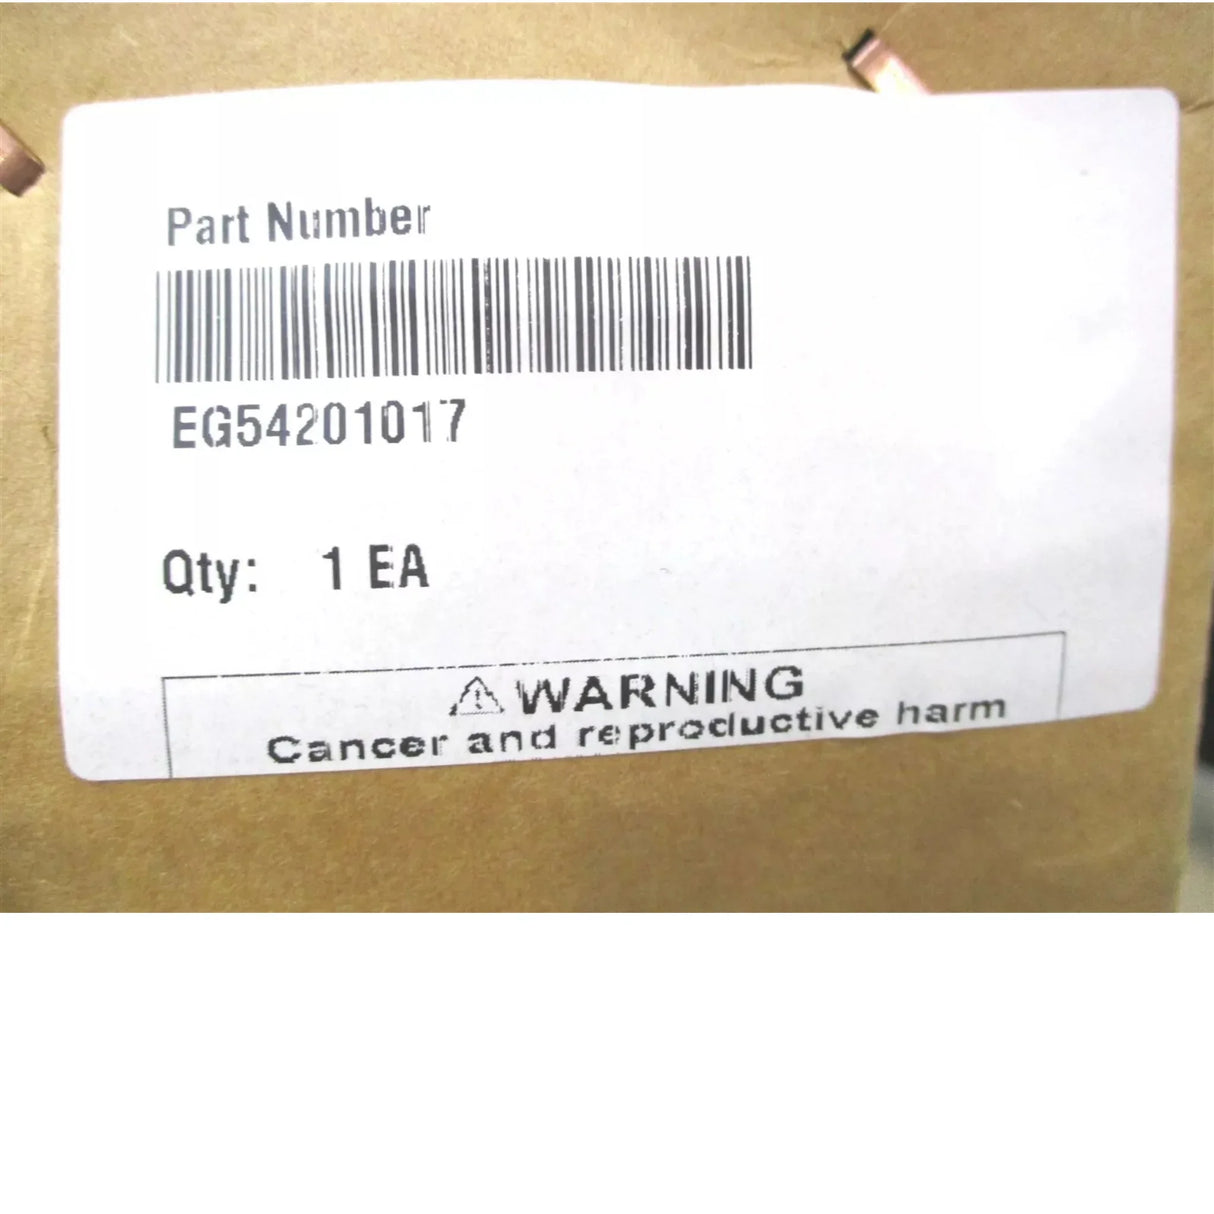 Part Number
EG54201017
Qty: 1 EA
⚠ WARNING
Cancer and reproductive harm